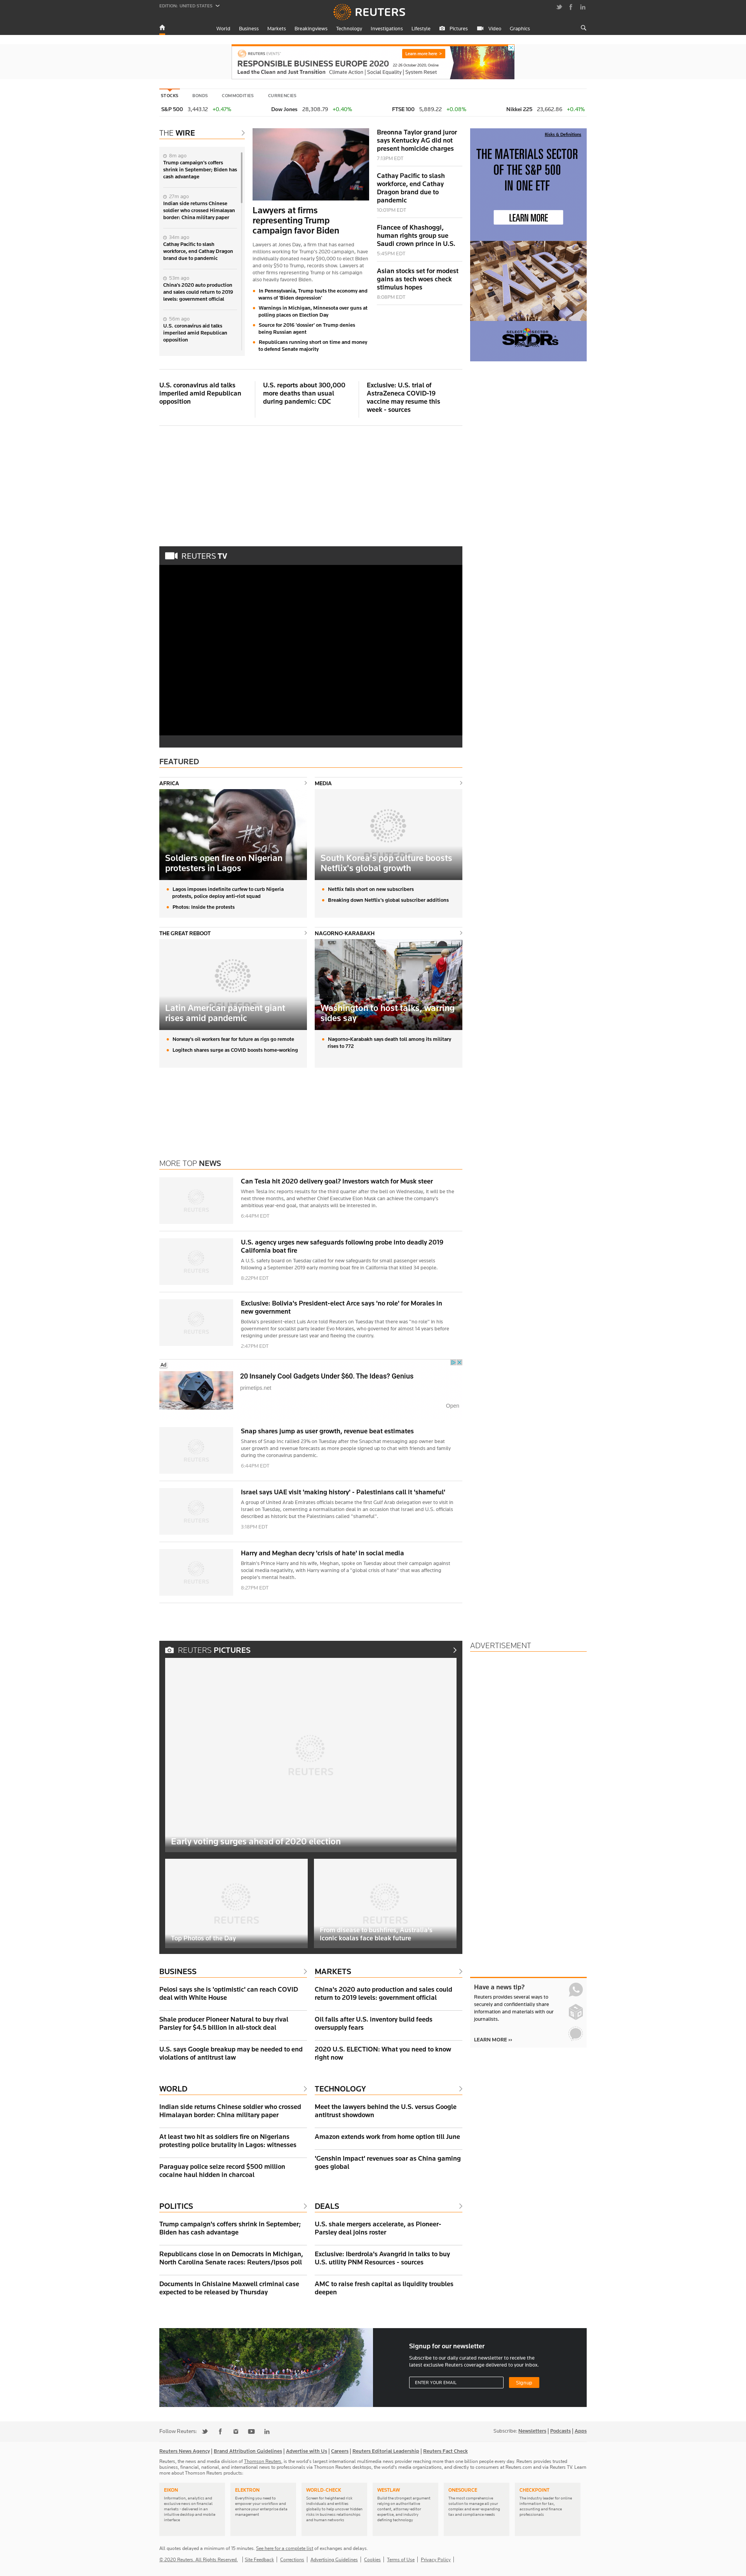 EDITION: UNITED STATES
REUTERS
World Business Markets Breakingviews Technology Investigations Lifestyle Pictures Video Graphics
REUTERS EVENTS
RESPONSIBLE BUSINESS EUROPE 2020 22-26 October 2020, Online
Lead the Clean and Just Transition Climate Action | Social Equality | System Reset
Learn more here >
STOCKS BONDS COMMODITIES CURRENCIES
S&P 500 3,443.12 +0.47% Dow Jones 28,308.79 +0.40% FTSE 100 5,889.22 +0.08% Nikkei 225 23,662.86 +0.41%
THE WIRE
8m ago
Trump campaign's coffers
shrink in September; Biden has
cash advantage
27m ago
Indian side returns Chinese
soldier who crossed Himalayan
border: China military paper
34m ago
Cathay Pacific to slash
workforce, end Cathay Dragon
brand due to pandemic
53m ago
China's 2020 auto production
and sales could return to 2019
levels: government official
56m ago
U.S. coronavirus aid talks
imperiled amid Republican
opposition
Lawyers at firms
representing Trump
campaign favor Biden
Lawyers at Jones Day, a firm that has earned
millions working for Trump's 2020 campaign, have
individually donated nearly $90,000 to elect Biden
and only $50 to Trump, records show. Lawyers at
other firms representing Trump or his campaign
also heavily favored Biden.
In Pennsylvania, Trump touts the economy and
warns of 'Biden depression'
Warnings in Michigan, Minnesota over guns at
polling places on Election Day
Source for 2016 'dossier' on Trump denies
being Russian agent
Republicans running short on time and money
to defend Senate majority
Breonna Taylor grand juror
says Kentucky AG did not
present homicide charges
7:13PM EDT
Cathay Pacific to slash
workforce, end Cathay
Dragon brand due to
pandemic
10:01PM EDT
Fiancee of Khashoggi,
human rights group sue
Saudi crown prince in U.S.
5:45PM EDT
Asian stocks set for modest
gains as tech woes check
stimulus hopes
8:08PM EDT
Risks & Definitions
THE MATERIALS SECTOR
OF THE S&P 500
IN ONE ETF
LEARN MORE
XLB
SELECT SECTOR
SPDRs
U.S. coronavirus aid talks
imperiled amid Republican
opposition
U.S. reports about 300,000
more deaths than usual
during pandemic: CDC
Exclusive: U.S. trial of
AstraZeneca COVID-19
vaccine may resume this
week - sources
REUTERS TV
FEATURED
AFRICA
Soldiers open fire on Nigerian
protesters in Lagos
Lagos imposes indefinite curfew to curb Nigeria
protests, police deploy anti-riot squad
Photos: Inside the protests
MEDIA
REUTERS
South Korea's pop culture boosts
Netflix's global growth
Netflix falls short on new subscribers
Breaking down Netflix's global subscriber additions
THE GREAT REBOOT
REUTERS
Latin American payment giant
rises amid pandemic
Norway's oil workers fear for future as rigs go remote
Logitech shares surge as COVID boosts home-working
NAGORNO-KARABAKH
Washington to host talks, warring
sides say
Nagorno-Karabakh says death toll among its military
rises to 772
MORE TOP NEWS
REUTERS
Can Tesla hit 2020 delivery goal? Investors watch for Musk steer
When Tesla Inc reports results for the third quarter after the bell on Wednesday, it will be the
next three months, and whether Chief Executive Elon Musk can achieve the company's
ambitious year-end goal, that analysts will be interested in.
6:44PM EDT
REUTERS
U.S. agency urges new safeguards following probe into deadly 2019
California boat fire
A U.S. safety board on Tuesday called for new safeguards for small passenger vessels
following a September 2019 early morning boat fire in California that killed 34 people.
8:22PM EDT
REUTERS
Exclusive: Bolivia's President-elect Arce says 'no role' for Morales in
new government
Bolivia's president-elect Luis Arce told Reuters on Tuesday that there was "no role" in his
government for socialist party leader Evo Morales, who governed for almost 14 years before
resigning under pressure last year and fleeing the country.
2:47PM EDT
Ad
20 Insanely Cool Gadgets Under $60. The Ideas? Genius
primetips.net
Open
REUTERS
Snap shares jump as user growth, revenue beat estimates
Shares of Snap Inc rallied 23% on Tuesday after the Snapchat messaging app owner beat
user growth and revenue forecasts as more people signed up to chat with friends and family
during the coronavirus pandemic.
6:44PM EDT
REUTERS
Israel says UAE visit 'making history' - Palestinians call it 'shameful'
A group of United Arab Emirates officials became the first Gulf Arab delegation ever to visit in
Israel on Tuesday, cementing a normalisation deal in an occasion that Israel and U.S. officials
described as historic but the Palestinians called "shameful".
3:18PM EDT
REUTERS
Harry and Meghan decry 'crisis of hate' in social media
Britain's Prince Harry and his wife, Meghan, spoke on Tuesday about their campaign against
social media negativity, with Harry warning of a "global crisis of hate" that was affecting
people's mental health.
8:27PM EDT
REUTERS PICTURES
REUTERS
Early voting surges ahead of 2020 election
REUTERS
Top Photos of the Day
REUTERS
From disease to bushfires, Australia's
iconic koalas face bleak future
ADVERTISEMENT
BUSINESS
Pelosi says she is 'optimistic' can reach COVID
deal with White House
Shale producer Pioneer Natural to buy rival
Parsley for $4.5 billion in all-stock deal
U.S. says Google breakup may be needed to end
violations of antitrust law
MARKETS
China's 2020 auto production and sales could
return to 2019 levels: government official
Oil falls after U.S. inventory build feeds
oversupply fears
2020 U.S. ELECTION: What you need to know
right now
Have a news tip?
Reuters provides several ways to
securely and confidentially share
information and materials with our
journalists.
LEARN MORE >>
WORLD
Indian side returns Chinese soldier who crossed
Himalayan border: China military paper
At least two hit as soldiers fire on Nigerians
protesting police brutality in Lagos: witnesses
Paraguay police seize record $500 million
cocaine haul hidden in charcoal
TECHNOLOGY
Meet the lawyers behind the U.S. versus Google
antitrust showdown
Amazon extends work from home option till June
'Genshin Impact' revenues soar as China gaming
goes global
POLITICS
Trump campaign's coffers shrink in September;
Biden has cash advantage
Republicans close in on Democrats in Michigan,
North Carolina Senate races: Reuters/Ipsos poll
Documents in Ghislaine Maxwell criminal case
expected to be released by Thursday
DEALS
U.S. shale mergers accelerate, as Pioneer-
Parsley deal joins roster
Exclusive: Iberdrola's Avangrid in talks to buy
U.S. utility PNM Resources - sources
AMC to raise fresh capital as liquidity troubles
deepen
Signup for our newsletter
Subscribe to our daily curated newsletter to receive the
latest exclusive Reuters coverage delivered to your inbox.
ENTER YOUR EMAIL
Signup
Follow Reuters:
Subscribe: Newsletters | Podcasts | Apps
Reuters News Agency | Brand Attribution Guidelines | Advertise with Us | Careers | Reuters Editorial Leadership | Reuters Fact Check
Reuters, the news and media division of Thomson Reuters, is the world's largest international multimedia news provider reaching more than one billion people every day. Reuters provides trusted
business, financial, national, and international news to professionals via Thomson Reuters desktops, the world's media organizations, and directly to consumers at Reuters.com and via Reuters TV. Learn
more about Thomson Reuters products:
EIKON
Information, analytics and
exclusive news on financial
markets - delivered in an
intuitive desktop and mobile
interface
ELEKTRON
Everything you need to
empower your workflow and
enhance your enterprise data
management
WORLD-CHECK
Screen for heightened risk
individuals and entities
globally to help uncover hidden
risks in business relationships
and human networks
WESTLAW
Build the strongest argument
relying on authoritative
content, attorney-editor
expertise, and industry
defining technology
ONESOURCE
The most comprehensive
solution to manage all your
complex and ever-expanding
tax and compliance needs
CHECKPOINT
The industry leader for online
information for tax,
accounting and finance
professionals
All quotes delayed a minimum of 15 minutes. See here for a complete list of exchanges and delays.
© 2020 Reuters. All Rights Reserved. | Site Feedback | Corrections | Advertising Guidelines | Cookies | Terms of Use | Privacy Policy |